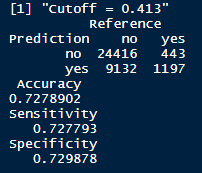 [1] "Cutoff = 0.413"
Reference
Prediction no yes
no 24416 443
yes 9132 1197
Accuracy
0.7278902
Sensitivity
0.727793
Specificity
0.729878